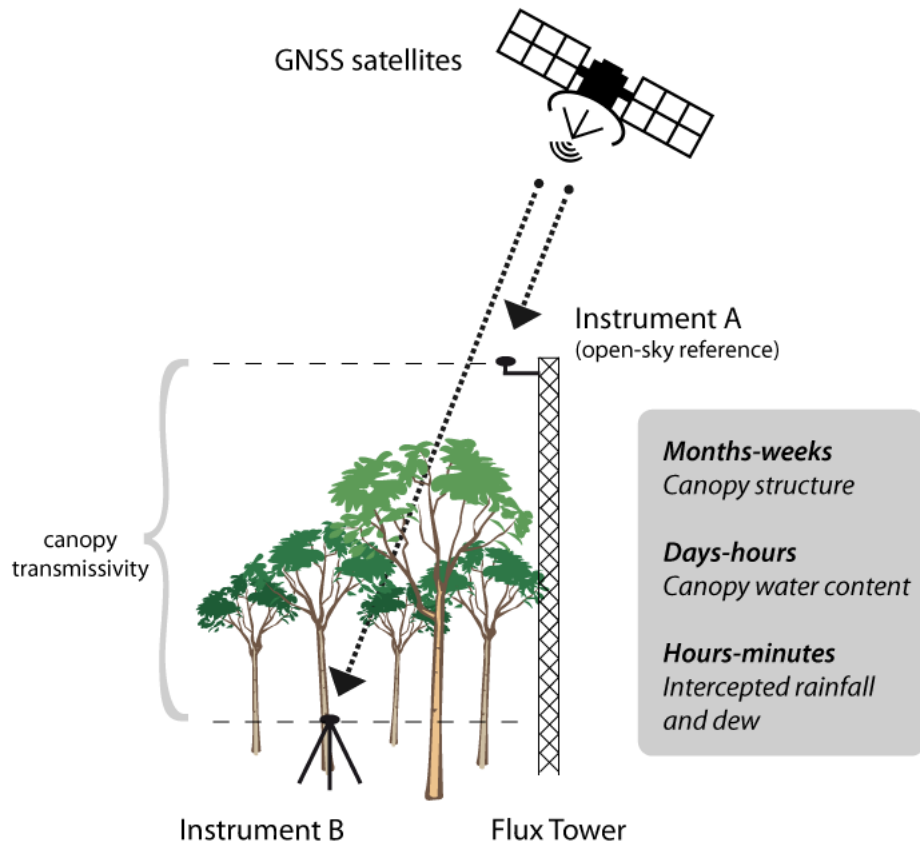 GNSS satellites
Instrument A
(open-sky reference)
Months-weeks
Canopy structure
canopy
transmissivity
Days-hours
Canopy water content
Hours-minutes
Intercepted rainfall
and dew
Instrument B
Flux Tower